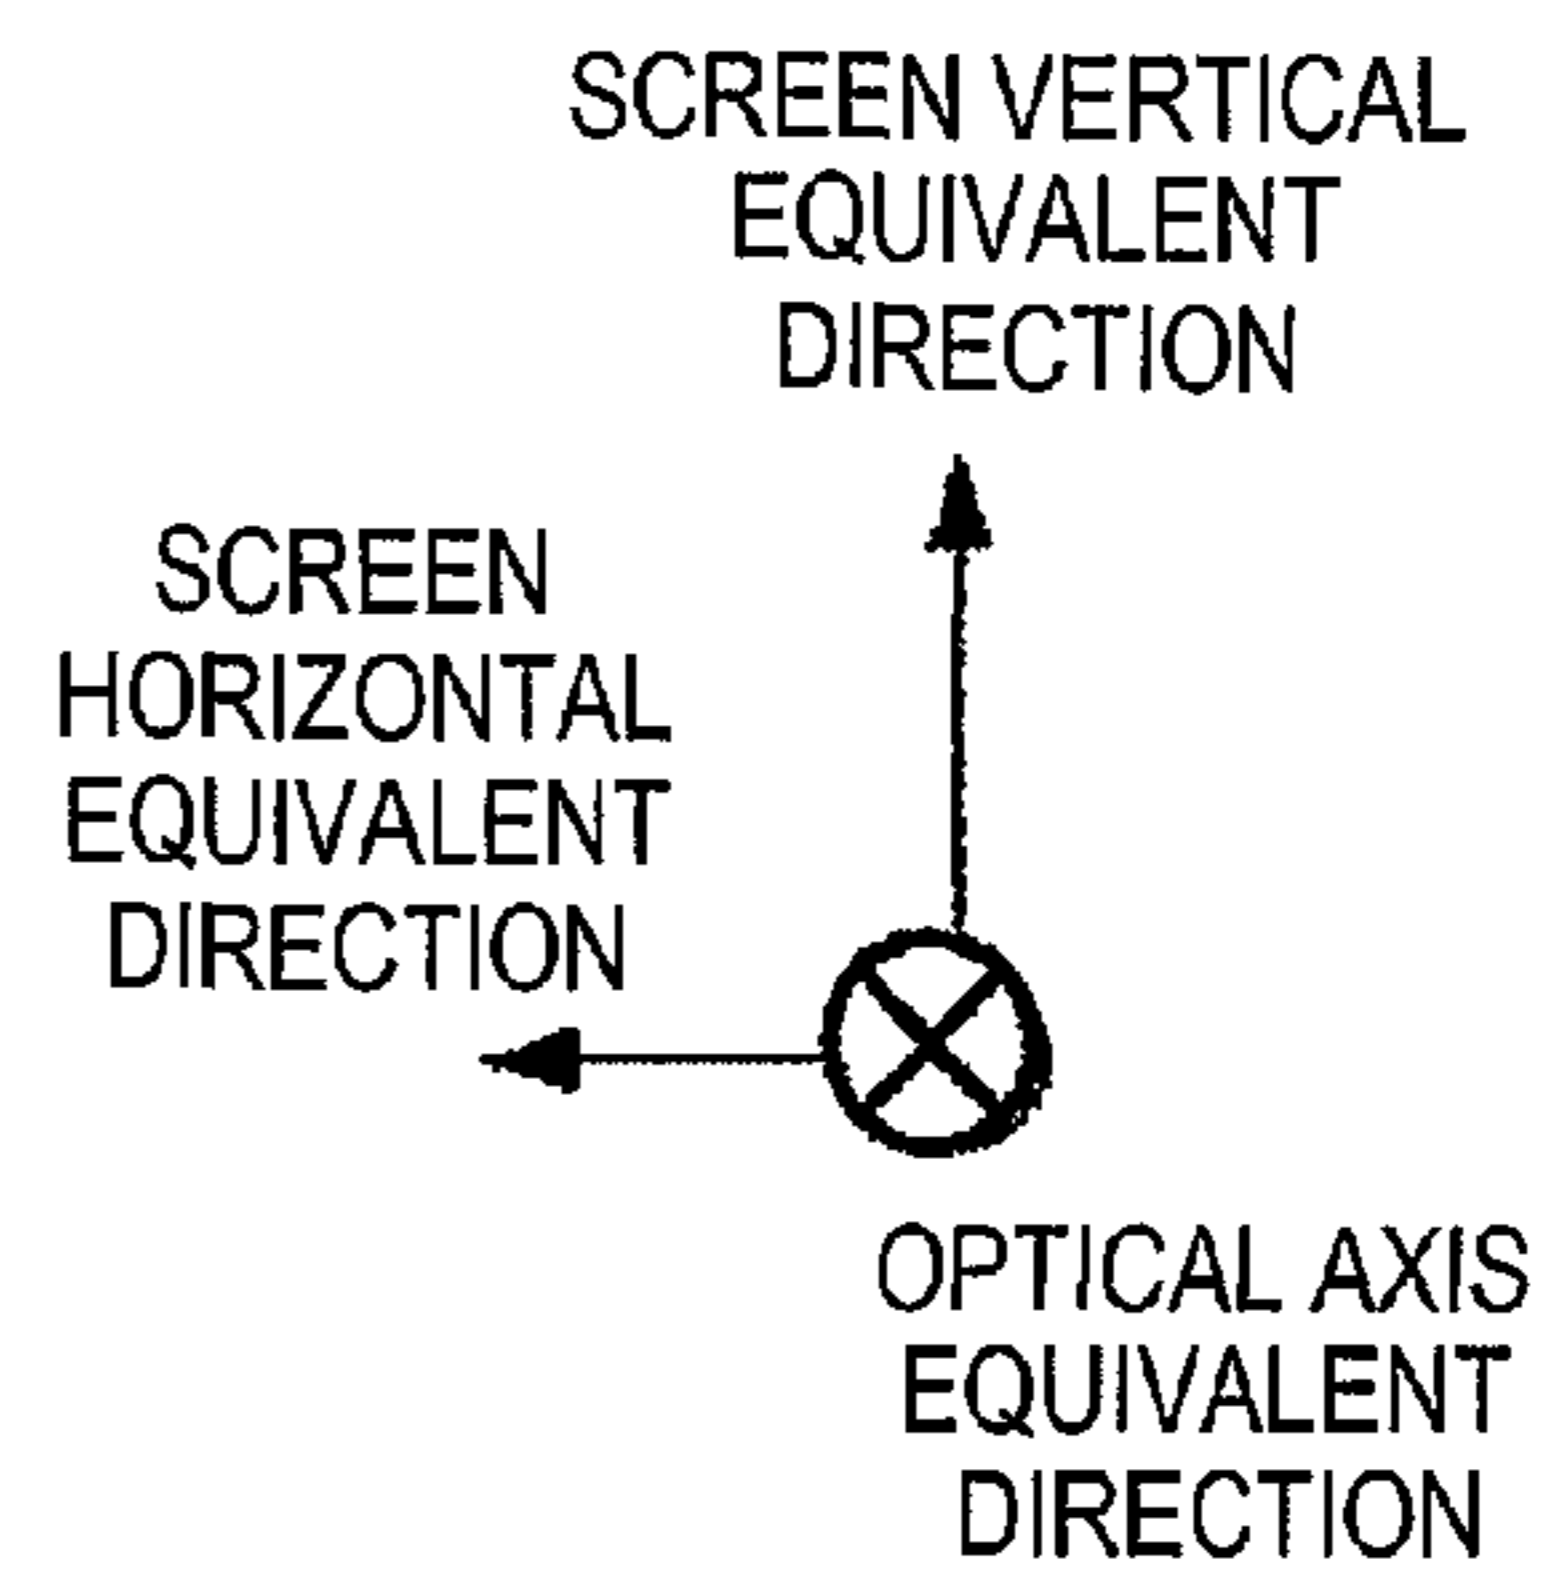 SCREEN VERTICAL
EQUIVALENT
DIRECTION
SCREEN
HORIZONTAL
EQUIVALENT
DIRECTION
OPTICAL AXIS
EQUIVALENT
DIRECTION